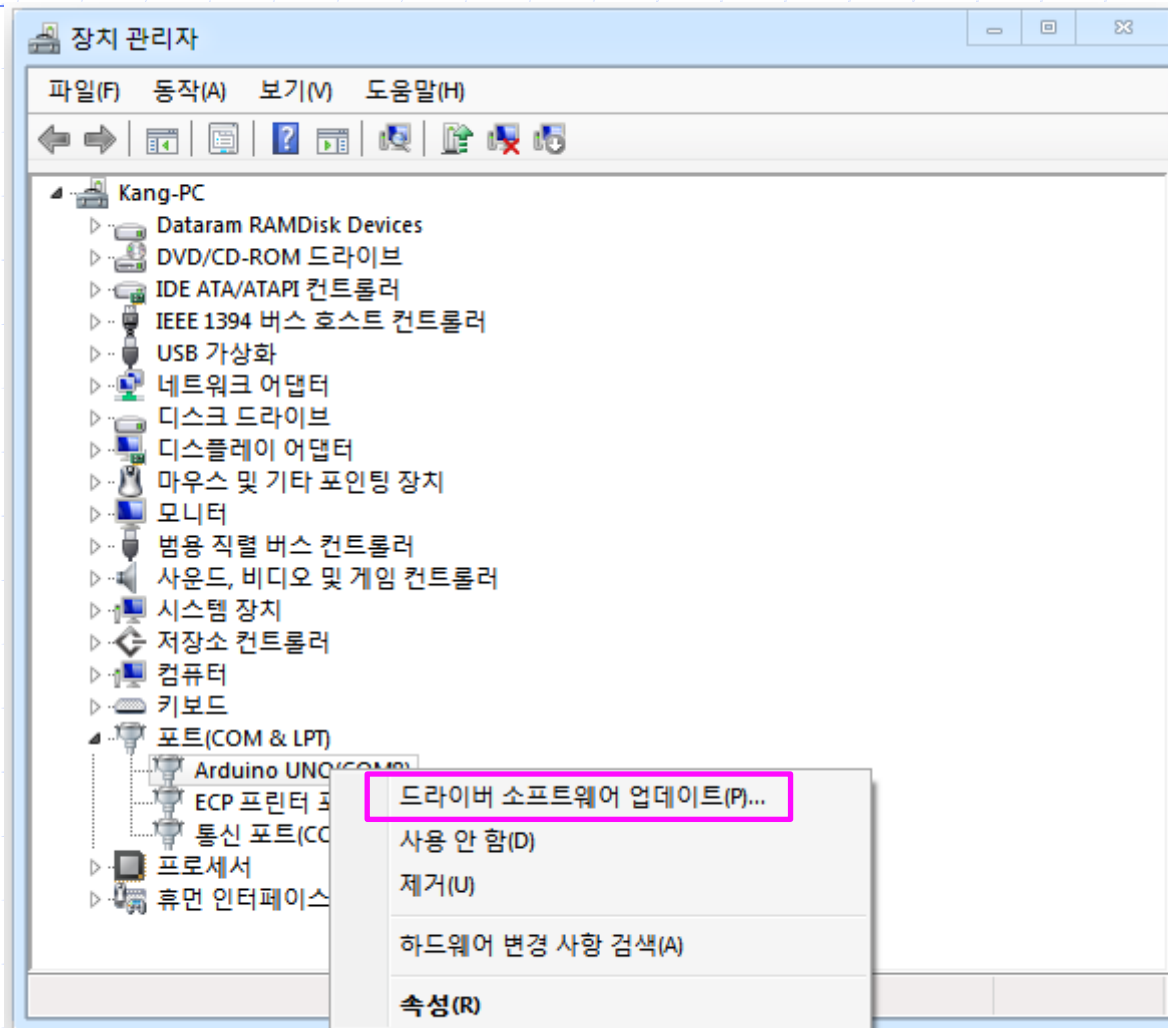 장치 관리자
파일(F) 동작(A) 보기(V) 도움말(H)
Kang-PC
Dataram RAMDisk Devices
DVD/CD-ROM 드라이브
IDE ATA/ATAPI 컨트롤러
IEEE 1394 버스 호스트 컨트롤러
USB 가상화
네트워크 어댑터
디스크 드라이브
디스플레이 어댑터
마우스 및 기타 포인팅 장치
모니터
범용 직렬 버스 컨트롤러
사운드, 비디오 및 게임 컨트롤러
시스템 장치
저장소 컨트롤러
컴퓨터
키보드
포트(COM & LPT)
Arduino UNO
ECP 프린터
통신 포트(CO
프로세서
휴먼 인터페이스
드라이버 소프트웨어 업데이트(P)...
사용 안 함(D)
제거(U)
하드웨어 변경 사항 검색(A)
속성(R)